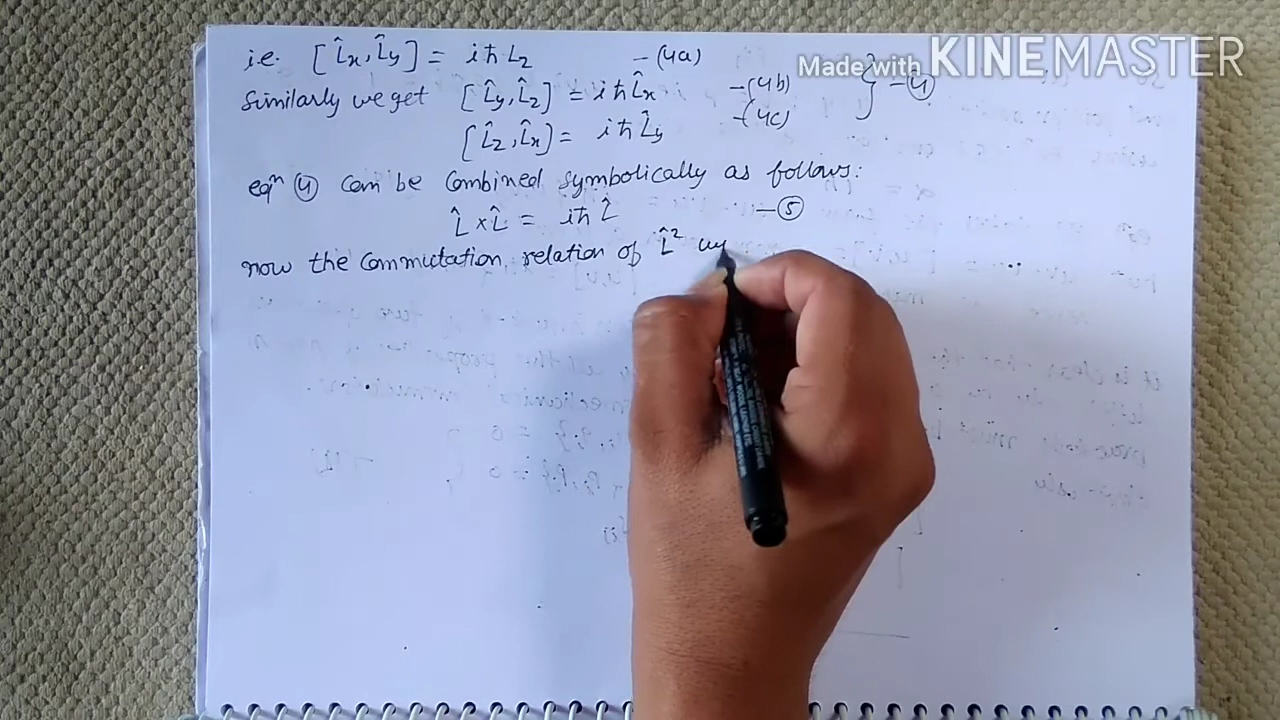 Made with KINEMASTER
i.e. [L̂x, L̂y] = iħ Lz — (4a)
Similarly we get [L̂y, L̂z] = iħ L̂x — (4b) } — ④
[L̂z, L̂x] = iħ L̂y — (4c)
eqⁿ ④ can be combined symbolically as follows:
L̂ × L̂ = iħ L̂ — ⑤
now the commutation relation of L̂²